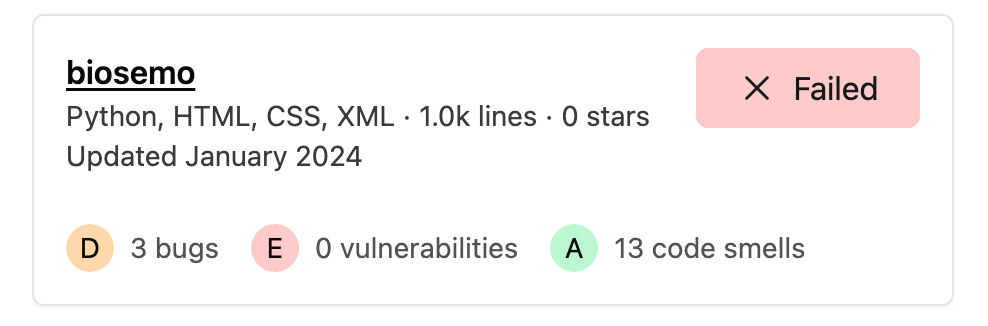 biosemo
Failed
Python, HTML, CSS, XML · 1.0k lines · 0 stars
Updated January 2024
D 3 bugs E 0 vulnerabilities A 13 code smells